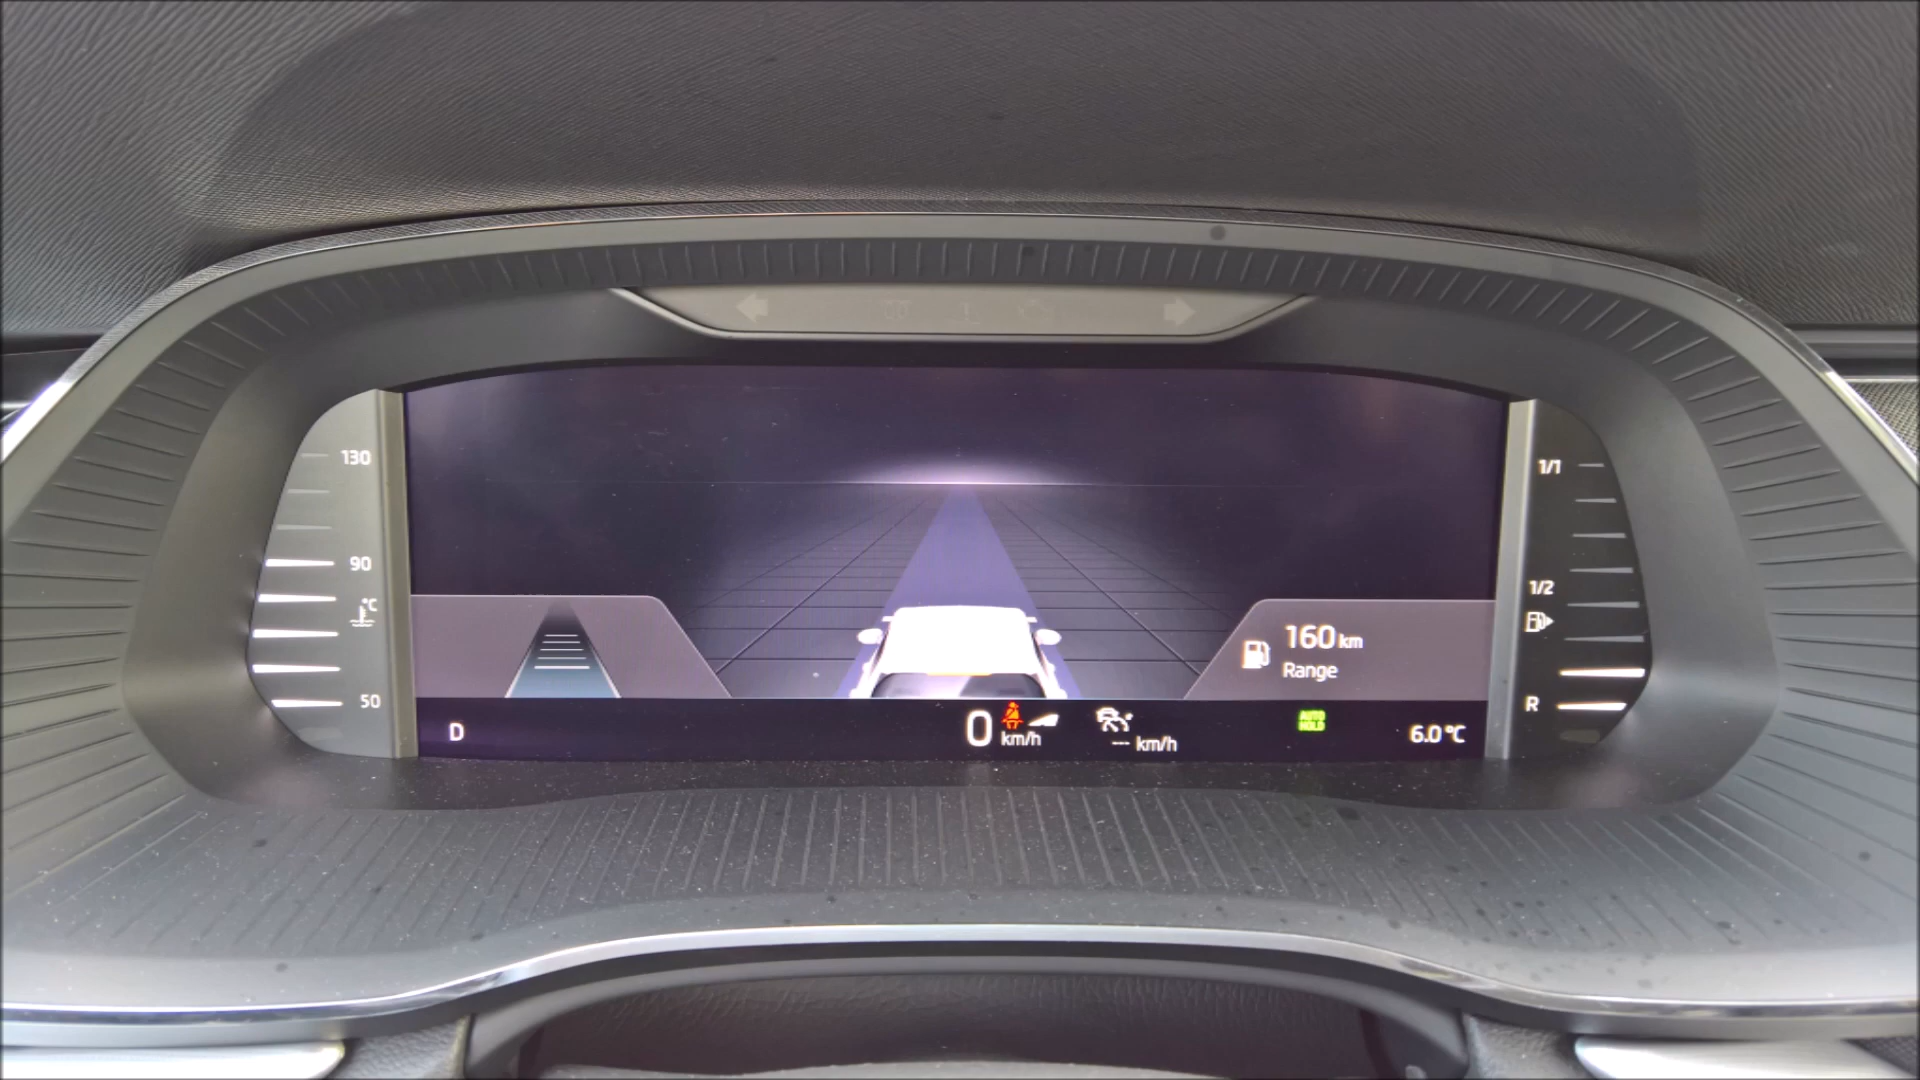 130
90
°C
50
1/1
1/2
R
160 km
Range
D
0 km/h
--- km/h
AUTO
HOLD
6.0 °C